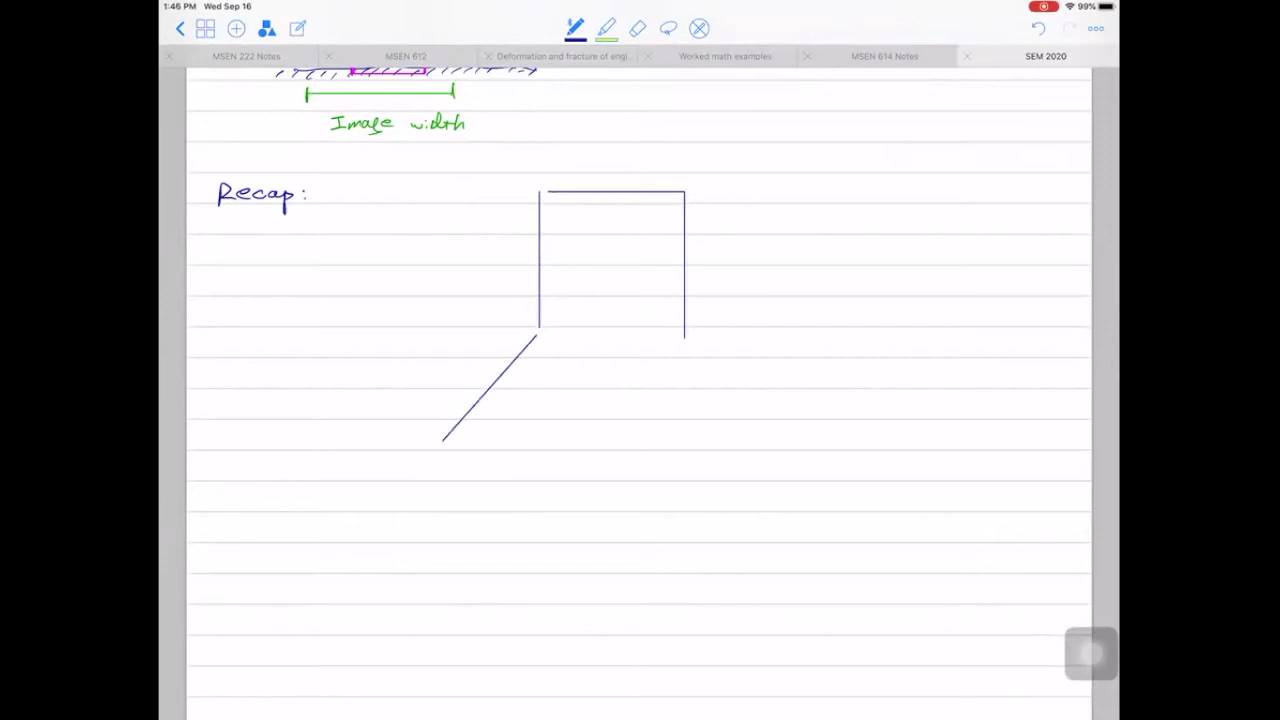 1:46 PM Wed Sep 16
99%
MSEN 222 Notes
MSEN 612
Deformation and fracture of engi...
Worked math examples
MSEN 614 Notes
SEM 2020
Image width
Recap: